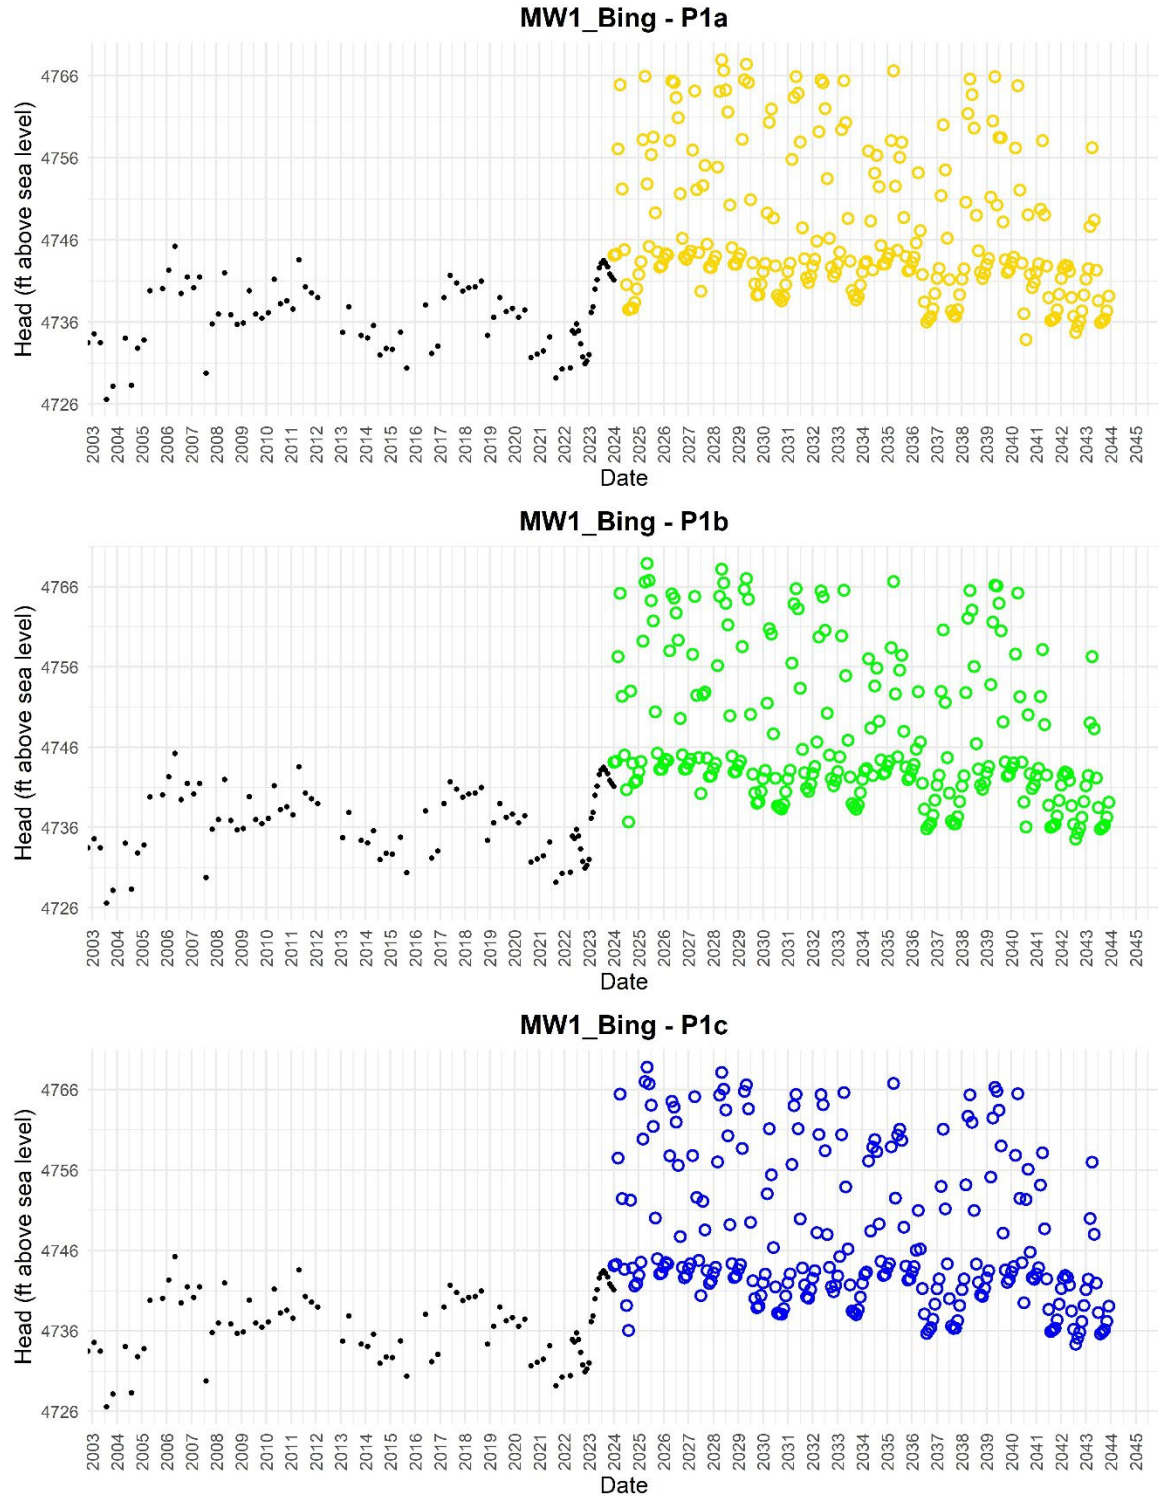 MW1_Bing - P1a
Head (ft above sea level)
4766
4756
4746
4736
4726
2003 2004 2005 2006 2007 2008 2009 2010 2011 2012 2013 2014 2015 2016 2017 2018 2019 2020 2021 2022 2023 2024 2025 2026 2027 2028 2029 2030 2031 2032 2033 2034 2035 2036 2037 2038 2039 2040 2041 2042 2043 2044 2045
Date
MW1_Bing - P1b
Head (ft above sea level)
4766
4756
4746
4736
4726
2003 2004 2005 2006 2007 2008 2009 2010 2011 2012 2013 2014 2015 2016 2017 2018 2019 2020 2021 2022 2023 2024 2025 2026 2027 2028 2029 2030 2031 2032 2033 2034 2035 2036 2037 2038 2039 2040 2041 2042 2043 2044 2045
Date
MW1_Bing - P1c
Head (ft above sea level)
4766
4756
4746
4736
4726
2003 2004 2005 2006 2007 2008 2009 2010 2011 2012 2013 2014 2015 2016 2017 2018 2019 2020 2021 2022 2023 2024 2025 2026 2027 2028 2029 2030 2031 2032 2033 2034 2035 2036 2037 2038 2039 2040 2041 2042 2043 2044 2045
Date